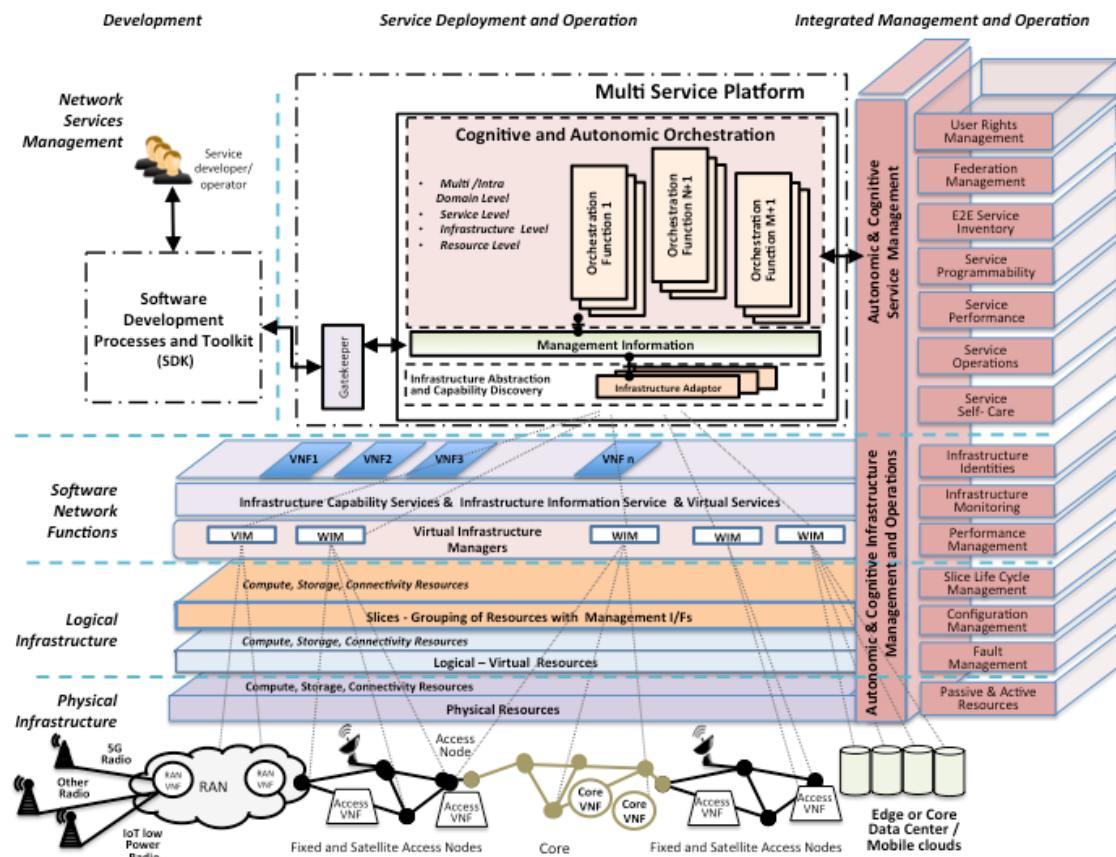 Development
Service Deployment and Operation
Integrated Management and Operation
Network
Services
Management
Service
developer/
operator
Software
Development
Processes and Toolkit
(SDK)
Gatekeeper
Multi Service Platform
Cognitive and Autonomic Orchestration
• Multi /Intra
Domain Level
• Service Level
• Infrastructure Level
• Resource Level
Orchestration
Function 1
Orchestration
Function N+1
Orchestration
Function M+1
Management Information
Infrastructure Abstraction
and Capability Discovery
Infrastructure Adaptor
Autonomic & Cognitive
Service Management
User Rights
Management
Federation
Management
E2E Service
Inventory
Service
Programmability
Service
Performance
Service
Operations
Service
Self- Care
Software
Network
Functions
VNF1
VNF2
VNF3
VNF n
Infrastructure Capability Services & Infrastructure Information Service & Virtual Services
VIM
WIM
Virtual Infrastructure
Managers
WIM
WIM
WIM
Autonomic & Cognitive Infrastructure
Management and Operations
Infrastructure
Identities
Infrastructure
Monitoring
Performance
Management
Logical
Infrastructure
Compute, Storage, Connectivity Resources
Slices - Grouping of Resources with Management I/Fs
Compute, Storage, Connectivity Resources
Logical – Virtual Resources
Slice Life Cycle
Management
Configuration
Management
Fault
Management
Physical
Infrastructure
Compute, Storage, Connectivity Resources
Physical Resources
Passive & Active
Resources
5G
Radio
Other
Radio
IoT low
Power
Radio
RAN
VNF
RAN
RAN
VNF
Access
Node
Access
VNF
Access
VNF
Core
VNF
Core
VNF
Access
VNF
Access
VNF
Fixed and Satellite Access Nodes
Core
Fixed and Satellite Access Nodes
Edge or Core
Data Center /
Mobile clouds